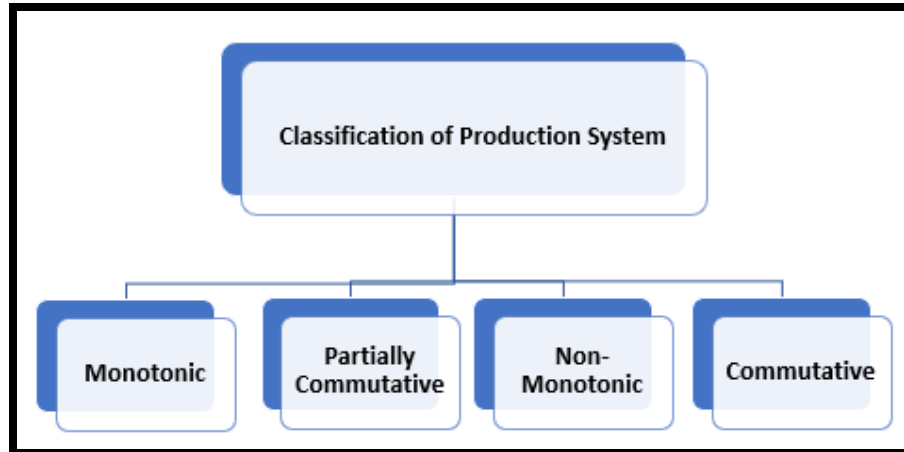 Classification of Production System
Monotonic
Partially
Commutative
Non-
Monotonic
Commutative